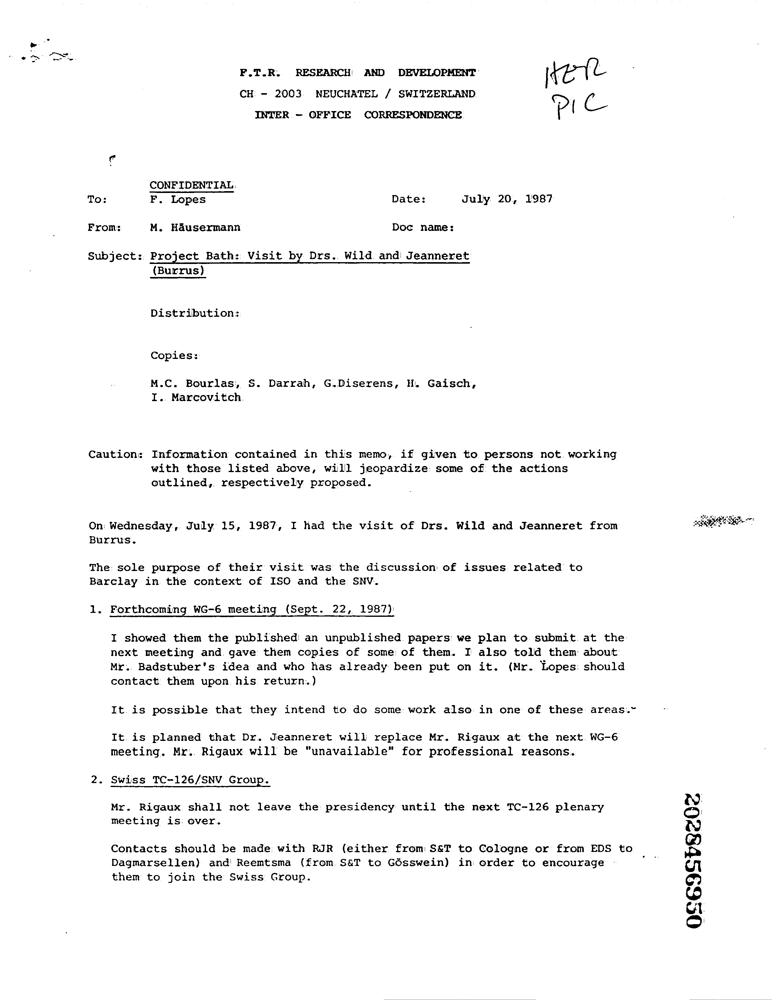 F.T.R. RESEARCH AND DEVELOPMENT
CH - 2003 NEUCHATEL / SWITZERLAND
INTER - OFFICE CORRESPONDENCE
HER
PIC
CONFIDENTIAL
To: F. Lopes Date: July 20, 1987
From: M. Häusermann Doc name:
Subject: Project Bath: Visit by Drs. Wild and Jeanneret
(Burrus)
Distribution:
Copies:
M.C. Bourlas, S. Darrah, G.Diserens, H. Gaisch,
I. Marcovitch
Caution: Information contained in this memo, if given to persons not working
with those listed above, will jeopardize some of the actions
outlined, respectively proposed.
On Wednesday, July 15, 1987, I had the visit of Drs. Wild and Jeanneret from
Burrus.
The sole purpose of their visit was the discussion of issues related to
Barclay in the context of ISO and the SNV.
1. Forthcoming WG-6 meeting (Sept. 22, 1987)
I showed them the published an unpublished papers we plan to submit at the
next meeting and gave them copies of some of them. I also told them about
Mr. Badstuber's idea and who has already been put on it. (Mr. Lopes should
contact them upon his return.)
It is possible that they intend to do some work also in one of these areas.
It is planned that Dr. Jeanneret will replace Mr. Rigaux at the next WG-6
meeting. Mr. Rigaux will be "unavailable" for professional reasons.
2. Swiss TC-126/SNV Group.
Mr. Rigaux shall not leave the presidency until the next TC-126 plenary
meeting is over.
Contacts should be made with RJR (either from S&T to Cologne or from EDS to
Dagmarsellen) and Reemtsma (from S&T to Gösswein) in order to encourage
them to join the Swiss Group.
2028456950